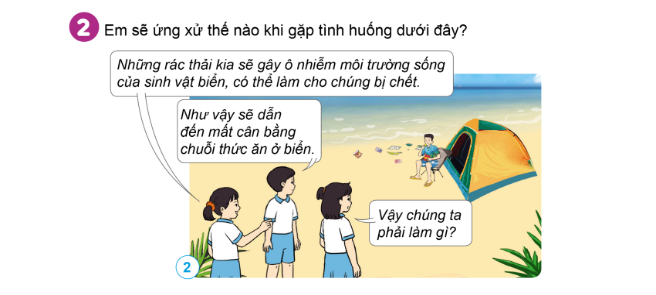 2 Em sẽ ứng xử thế nào khi gặp tình huống dưới đây?
Những rác thải kia sẽ gây ô nhiễm môi trường sống
của sinh vật biển, có thể làm cho chúng bị chết.
Như vậy sẽ dẫn
đến mất cân bằng
chuỗi thức ăn ở biển.
Vậy chúng ta
phải làm gì?
2